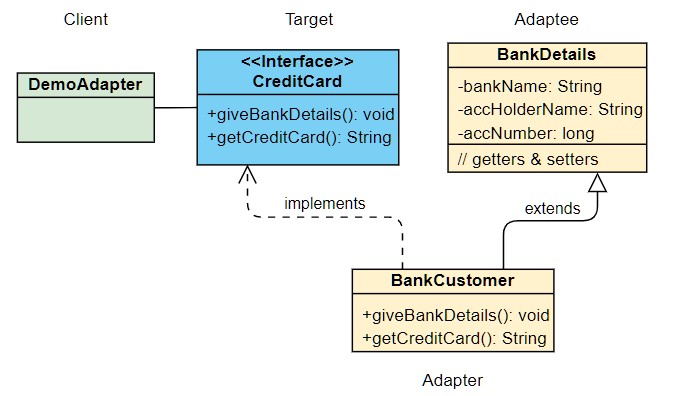 Client
Target
Adaptee
DemoAdapter
<<Interface>>
CreditCard
+giveBankDetails(): void
+getCreditCard(): String
BankDetails
-bankName: String
-accHolderName: String
-accNumber: long
// getters & setters
implements
extends
BankCustomer
+giveBankDetails(): void
+getCreditCard(): String
Adapter